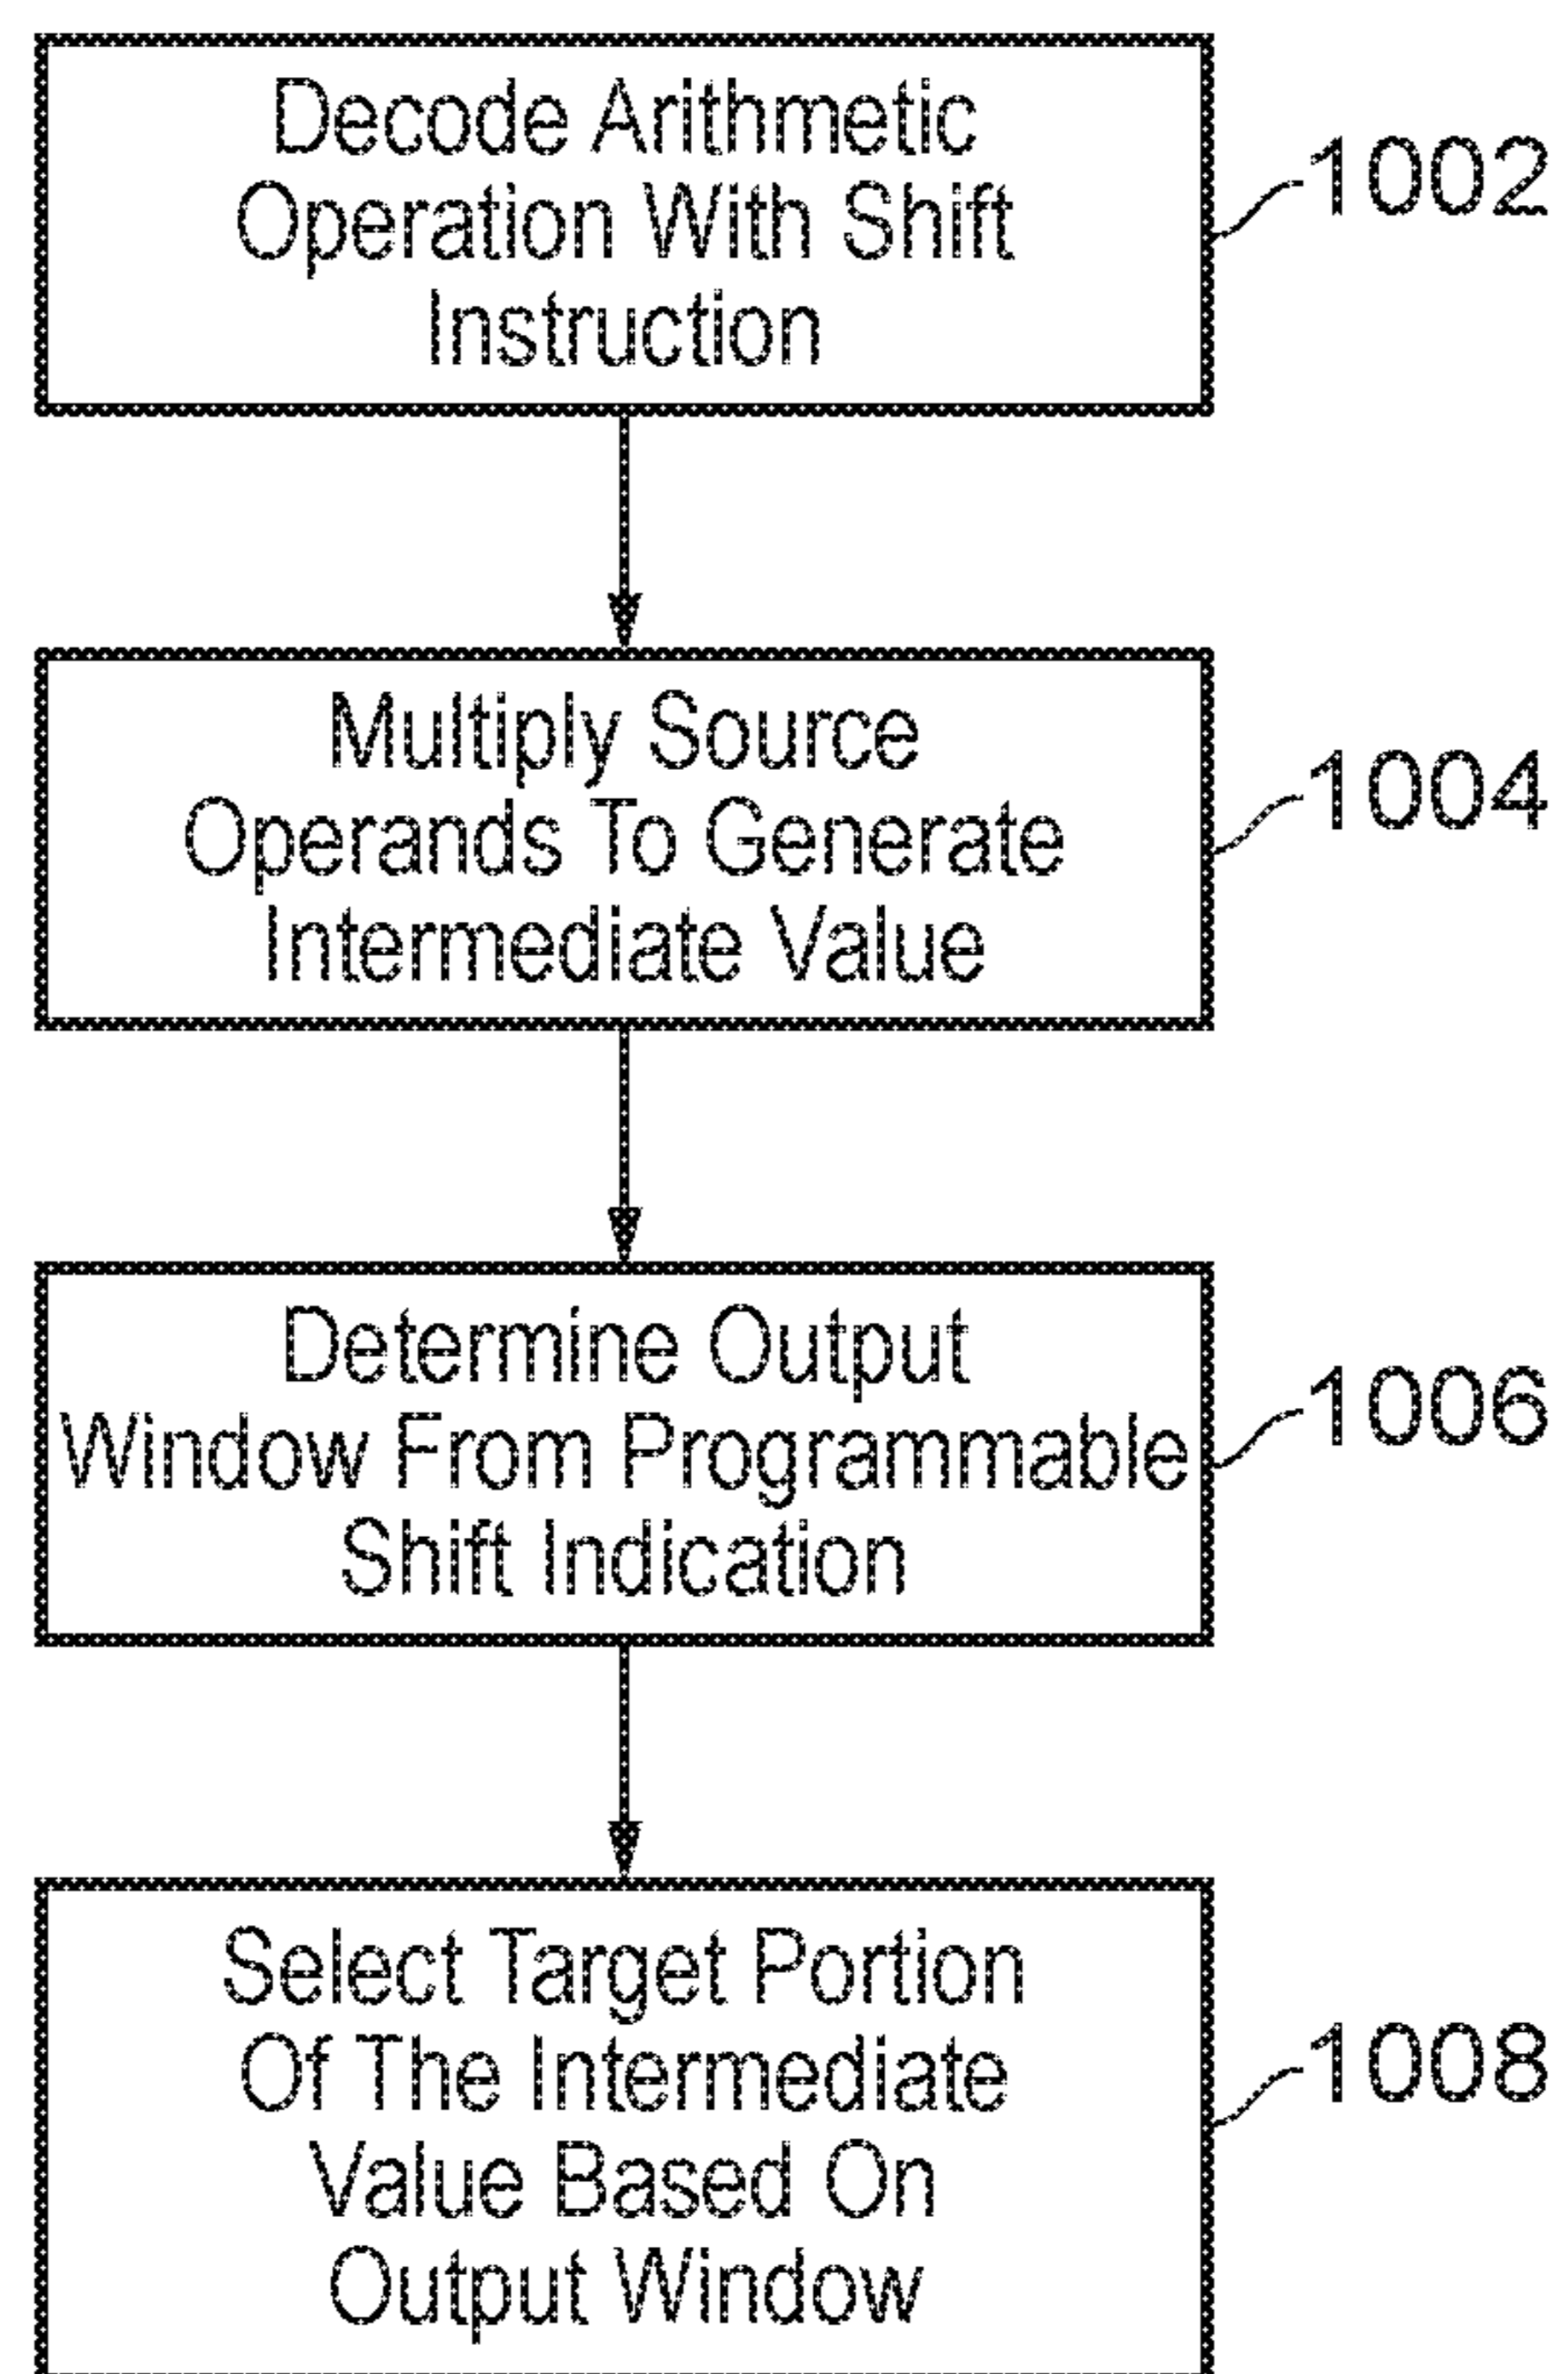 Decode Arithmetic
Operation With Shift
Instruction
1002
Multiply Source
Operands To Generate
Intermediate Value
1004
Determine Output
Window From Programmable
Shift Indication
1006
Select Target Portion
Of The Intermediate
Value Based On
Output Window
1008